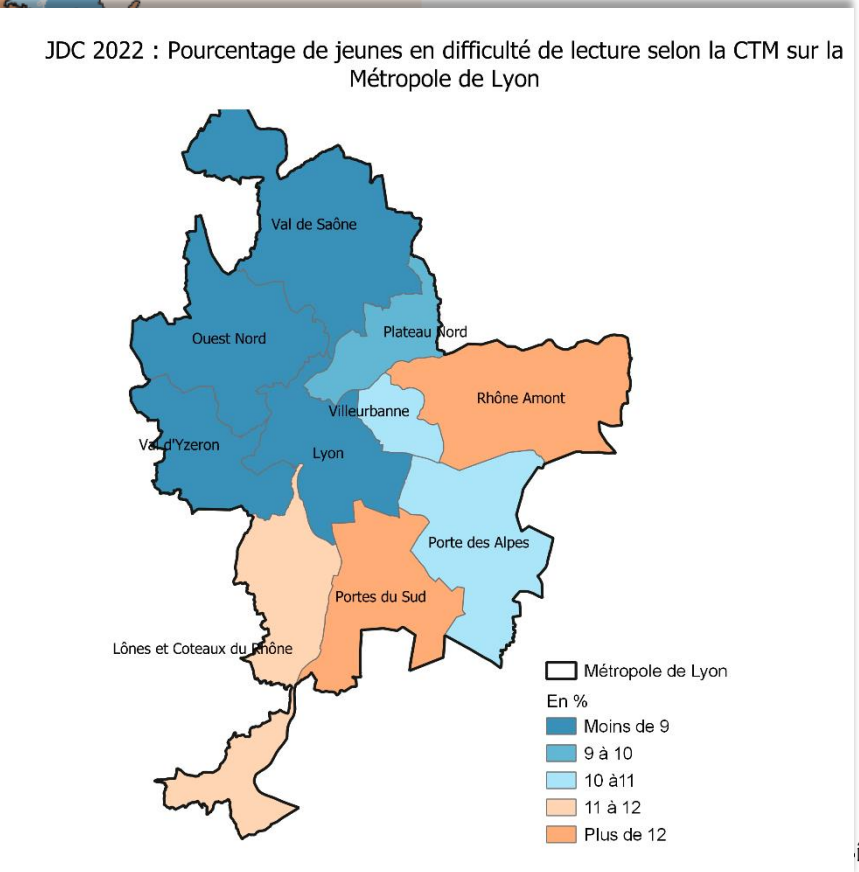 JDC 2022 : Pourcentage de jeunes en difficulté de lecture selon la CTM sur la
Métropole de Lyon
Val de Saône
Plateau Nord
Ouest Nord
Rhône Amont
Villeurbanne
Val d'Yzeron
Lyon
Porte des Alpes
Portes du Sud
Lônes et Coteaux du Rhône
Métropole de Lyon
En %
Moins de 9
9 à 10
10 à11
11 à 12
Plus de 12